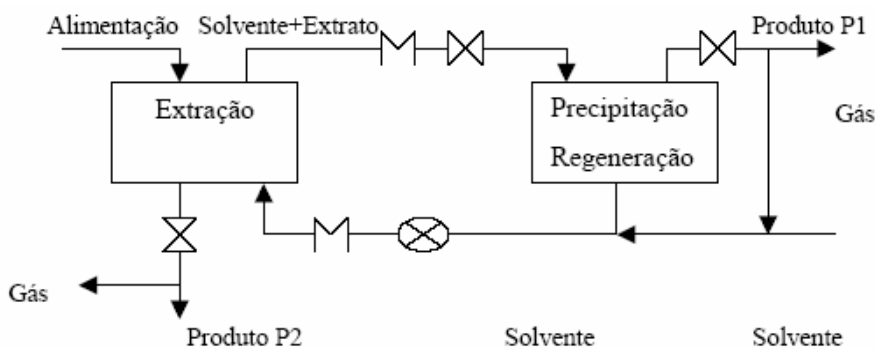 Alimentação
Solvente+Extrato
Produto P1
Extração
Precipitação
Regeneração
Gás
Gás
Produto P2
Solvente
Solvente